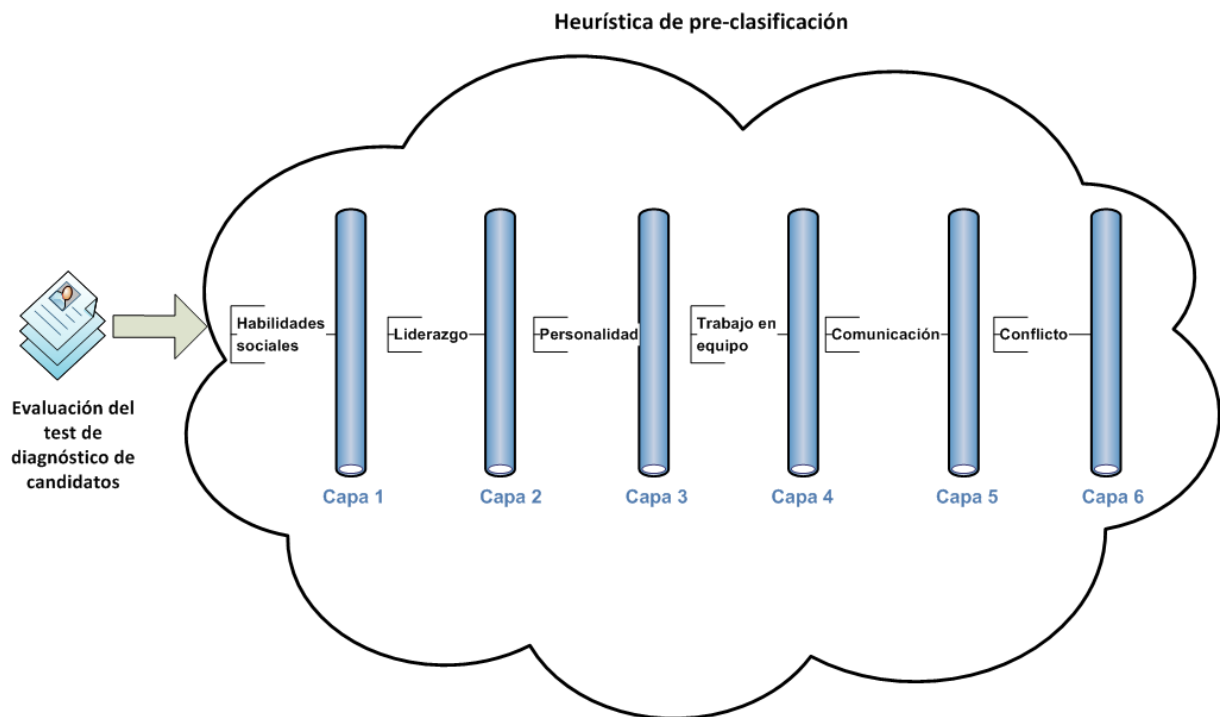 Heurística de pre-clasificación
Habilidades
sociales
Liderazgo
Personalidad
Trabajo en
equipo
Comunicación
Conflicto
Evaluación del
test de
diagnóstico de
candidatos
Capa 1
Capa 2
Capa 3
Capa 4
Capa 5
Capa 6